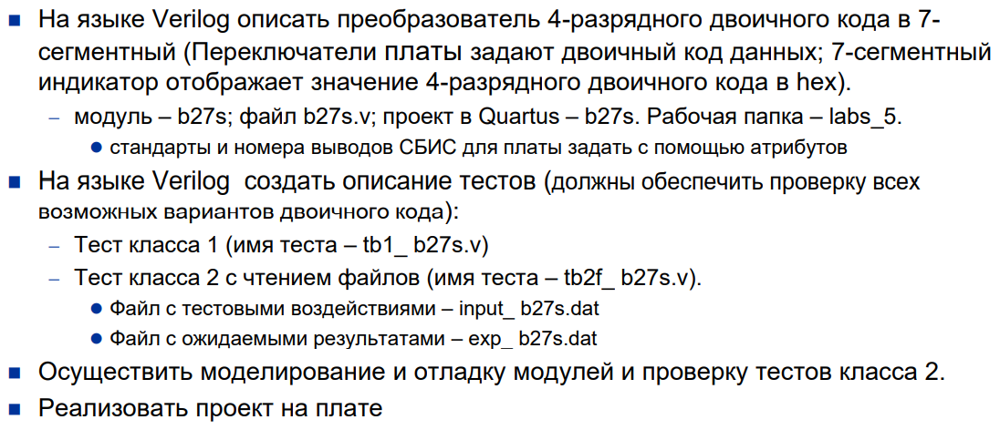 На языке Verilog описать преобразователь 4-разрядного двоичного кода в 7-
сегментный (Переключатели платы задают двоичный код данных; 7-сегментный
индикатор отображает значение 4-разрядного двоичного кода в hex).
– модуль – b27s; файл b27s.v; проект в Quartus – b27s. Рабочая папка – labs_5.
● стандарты и номера выводов СБИС для платы задать с помощью атрибутов
На языке Verilog создать описание тестов (должны обеспечить проверку всех
возможных вариантов двоичного кода):
– Тест класса 1 (имя теста – tb1_ b27s.v)
– Тест класса 2 с чтением файлов (имя теста – tb2f_ b27s.v).
● Файл с тестовыми воздействиями – input_ b27s.dat
● Файл с ожидаемыми результатами – exp_ b27s.dat
Осуществить моделирование и отладку модулей и проверку тестов класса 2.
Реализовать проект на плате